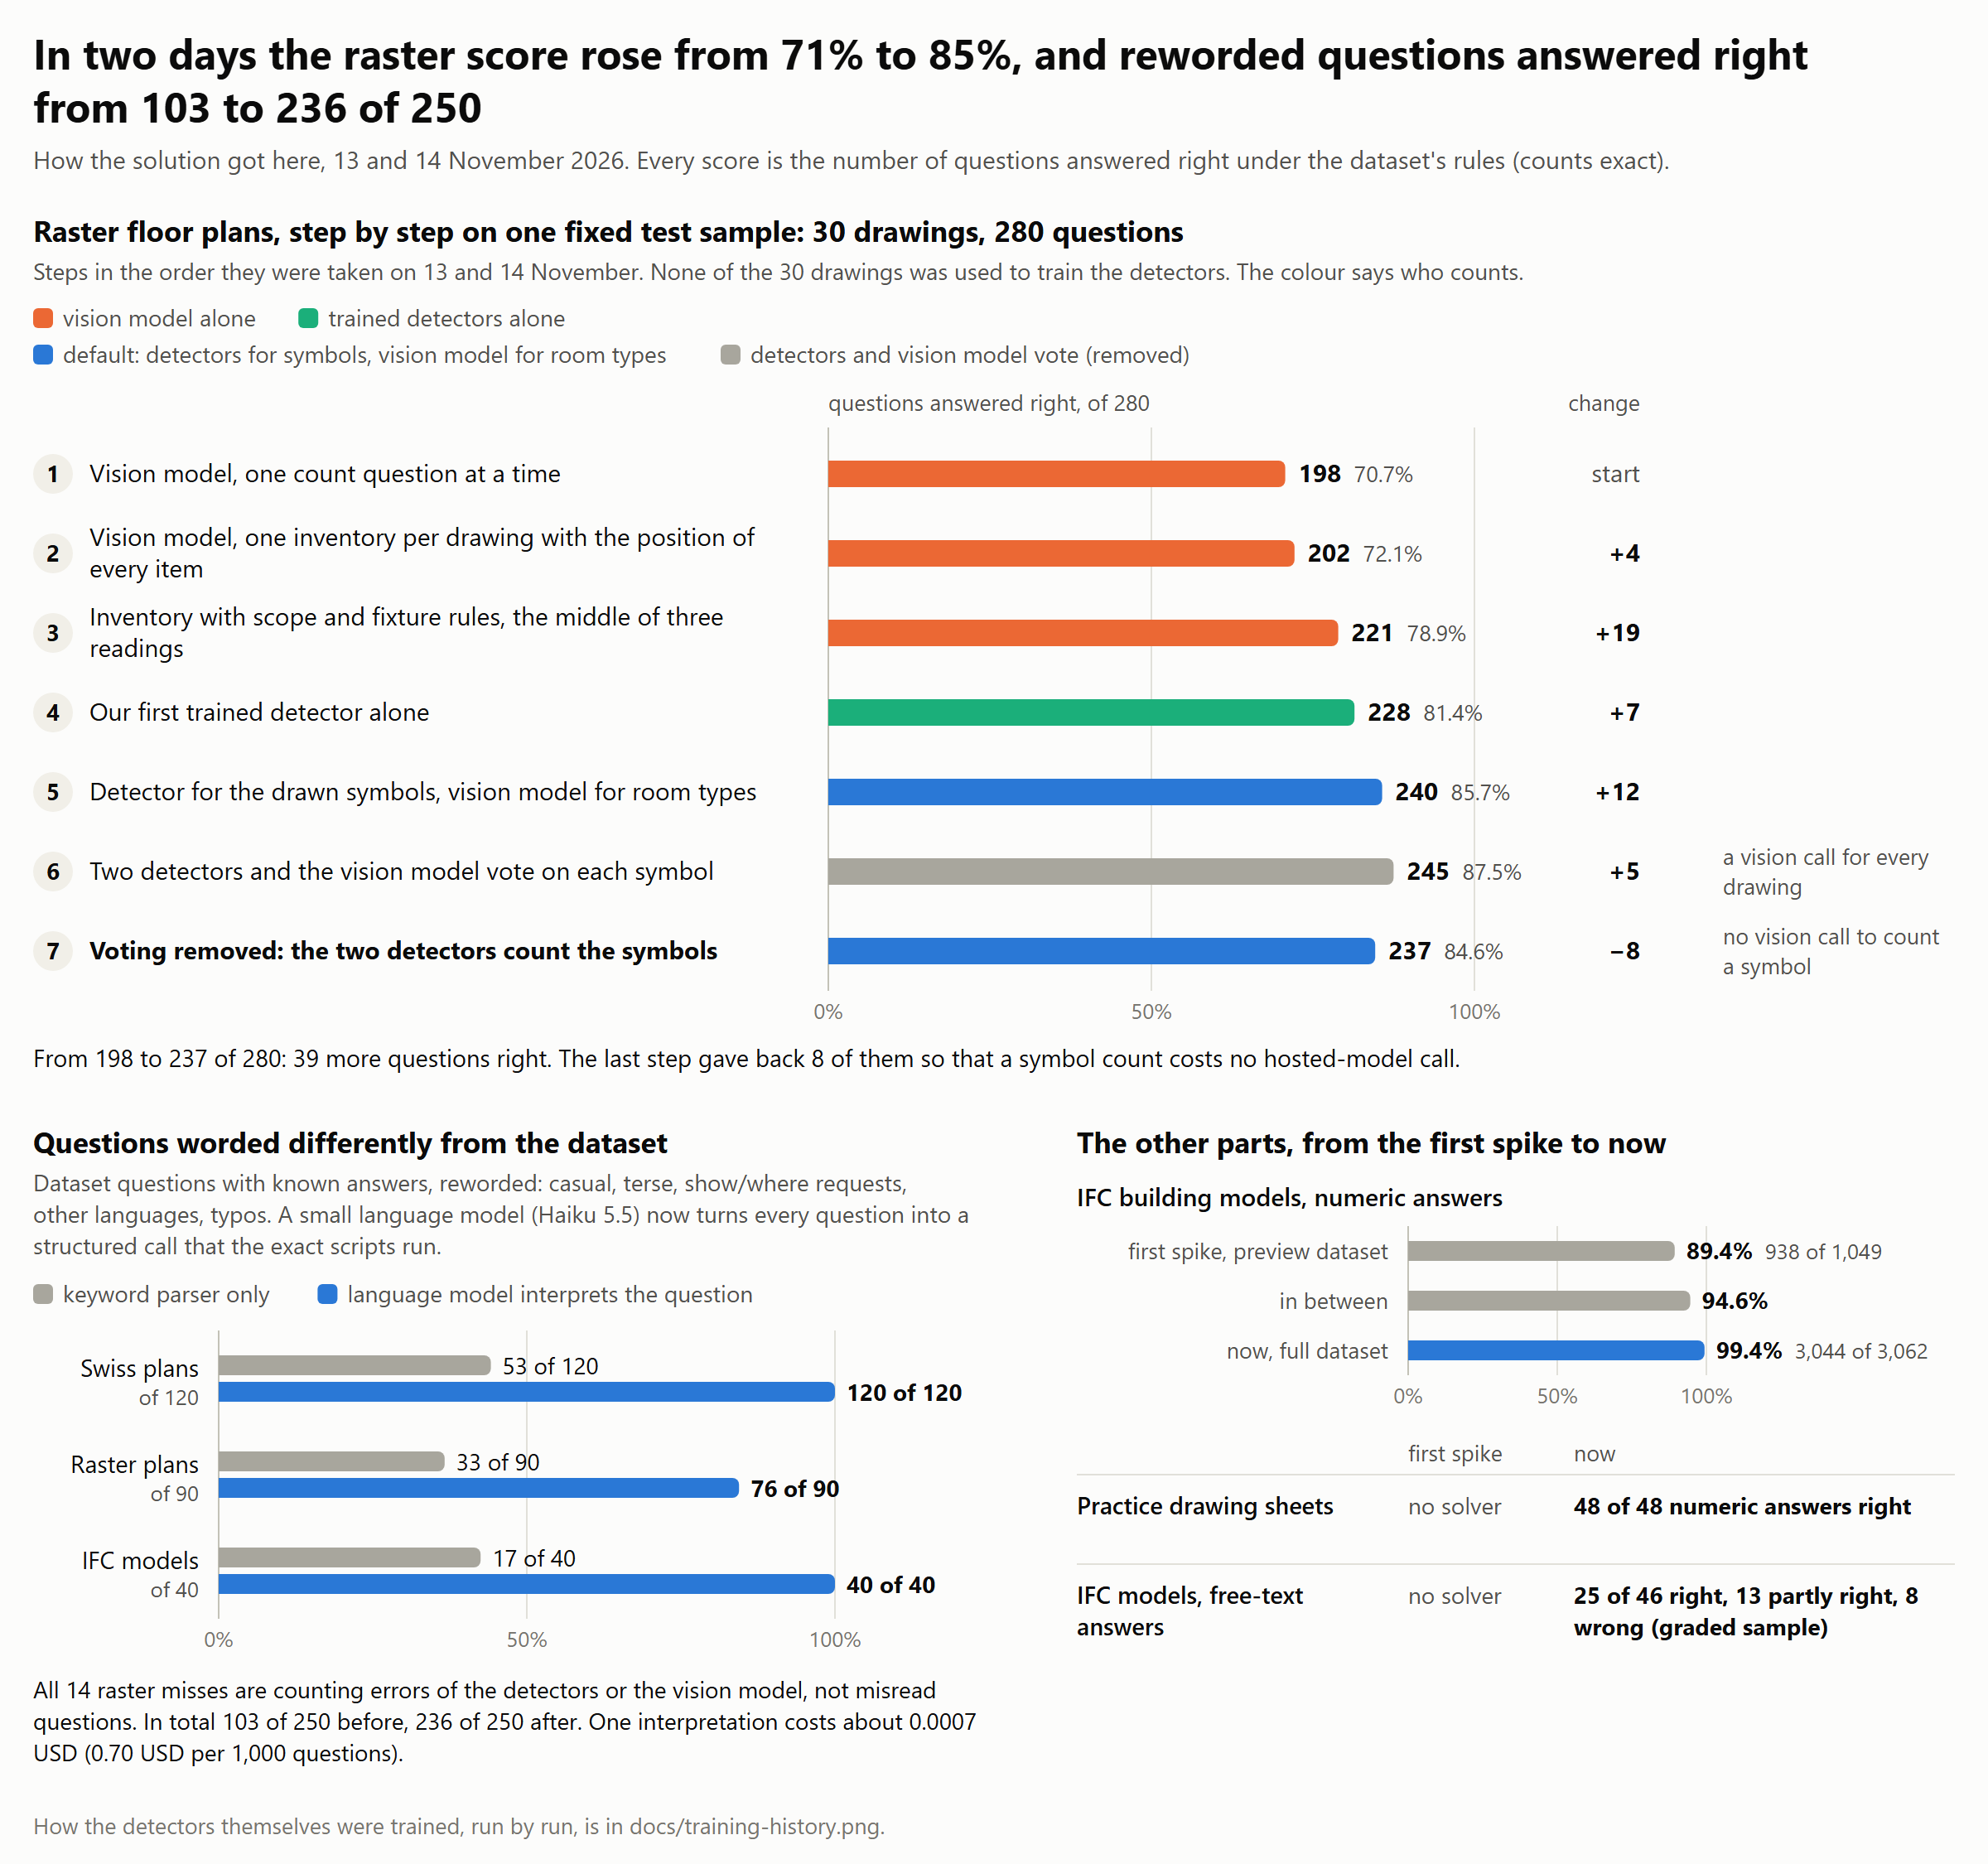 In two days the raster score rose from 71% to 85%, and reworded questions answered right
from 103 to 236 of 250
How the solution got here, 13 and 14 November 2026. Every score is the number of questions answered right under the dataset's rules (counts exact).
Raster floor plans, step by step on one fixed test sample: 30 drawings, 280 questions
Steps in the order they were taken on 13 and 14 November. None of the 30 drawings was used to train the detectors. The colour says who counts.
vision model alone trained detectors alone
default: detectors for symbols, vision model for room types detectors and vision model vote (removed)
questions answered right, of 280 change
1 Vision model, one count question at a time 198 70.7% start
2 Vision model, one inventory per drawing with the position of
every item 202 72.1% +4
3 Inventory with scope and fixture rules, the middle of three
readings 221 78.9% +19
4 Our first trained detector alone 228 81.4% +7
5 Detector for the drawn symbols, vision model for room types 240 85.7% +12
6 Two detectors and the vision model vote on each symbol 245 87.5% +5 a vision call for every
drawing
7 Voting removed: the two detectors count the symbols 237 84.6% −8 no vision call to count
a symbol
0% 50% 100%
From 198 to 237 of 280: 39 more questions right. The last step gave back 8 of them so that a symbol count costs no hosted-model call.
Questions worded differently from the dataset
Dataset questions with known answers, reworded: casual, terse, show/where requests,
other languages, typos. A small language model (Haiku 5.5) now turns every question into a
structured call that the exact scripts run.
keyword parser only language model interprets the question
Swiss plans
of 120
53 of 120
120 of 120
Raster plans
of 90
33 of 90
76 of 90
IFC models
of 40
17 of 40
40 of 40
0% 50% 100%
All 14 raster misses are counting errors of the detectors or the vision model, not misread
questions. In total 103 of 250 before, 236 of 250 after. One interpretation costs about 0.0007
USD (0.70 USD per 1,000 questions).
The other parts, from the first spike to now
IFC building models, numeric answers
first spike, preview dataset 89.4% 938 of 1,049
in between 94.6%
now, full dataset 99.4% 3,044 of 3,062
0% 50% 100%
first spike now
Practice drawing sheets no solver 48 of 48 numeric answers right
IFC models, free-text
answers
no solver
25 of 46 right, 13 partly right, 8
wrong (graded sample)
How the detectors themselves were trained, run by run, is in docs/training-history.png.